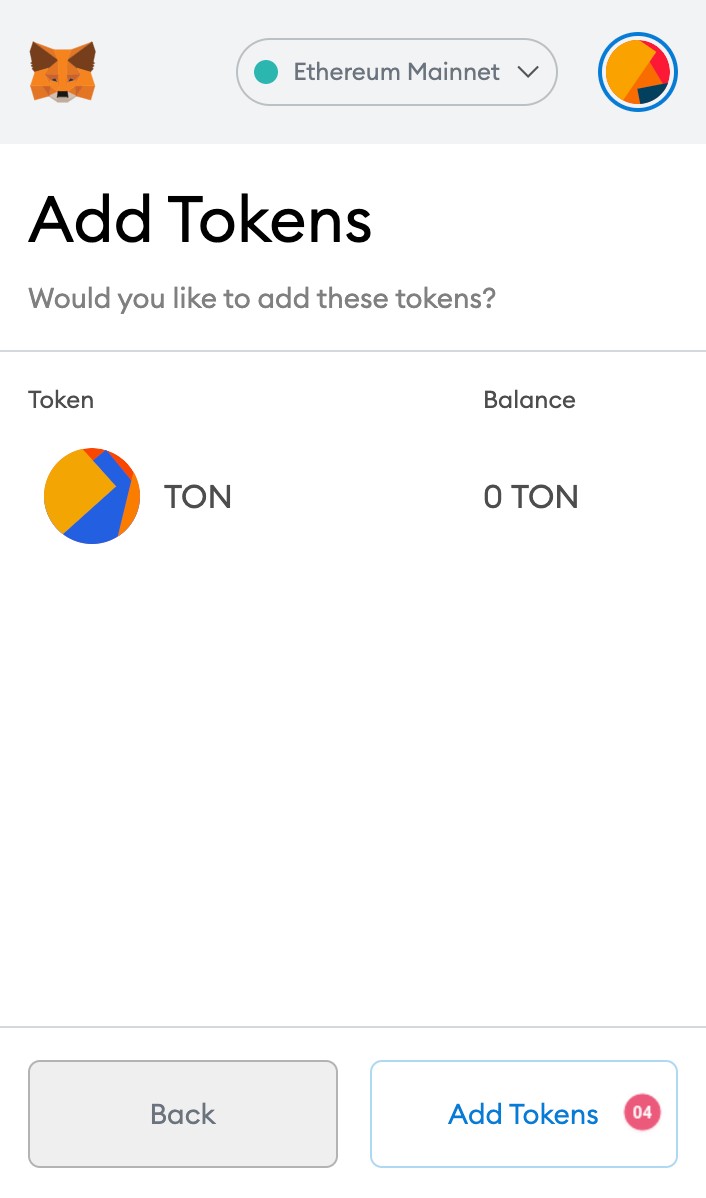 Ethereum Mainnet
Add Tokens
Would you like to add these tokens?
Token Balance
TON 0 TON
Back Add Tokens 04